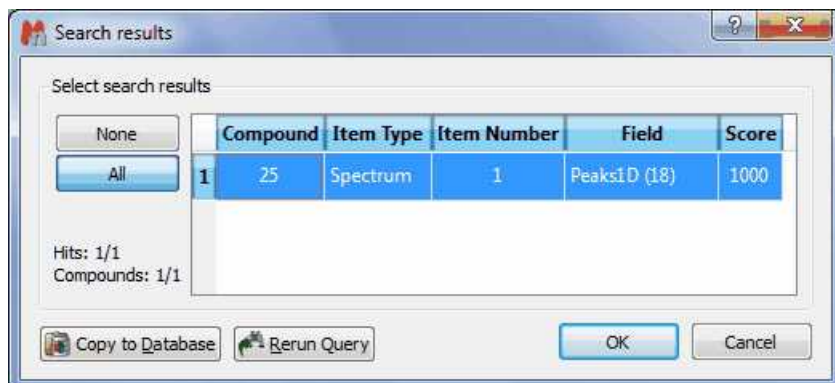 Search results
Select search results
None
All
Compound Item Type Item Number Field Score
1 25 Spectrum 1 Peaks1D (18) 1000
Hits: 1/1
Compounds: 1/1
Copy to Database Rerun Query OK Cancel